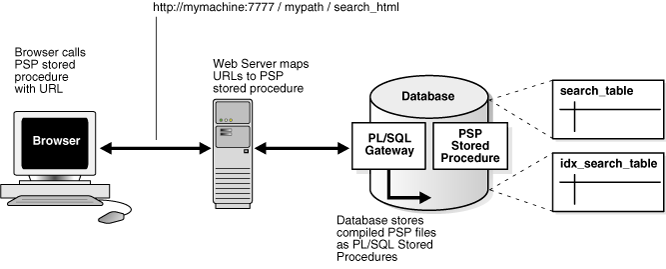 http://mymachine:7777 / mypath / search_html
Browser calls
PSP stored
procedure
with URL
Web Server maps
URLs to PSP
stored procedure
Browser
Database
PL/SQL
Gateway
PSP
Stored
Procedure
search_table
idx_search_table
Database stores
compiled PSP files
as PL/SQL Stored
Procedures